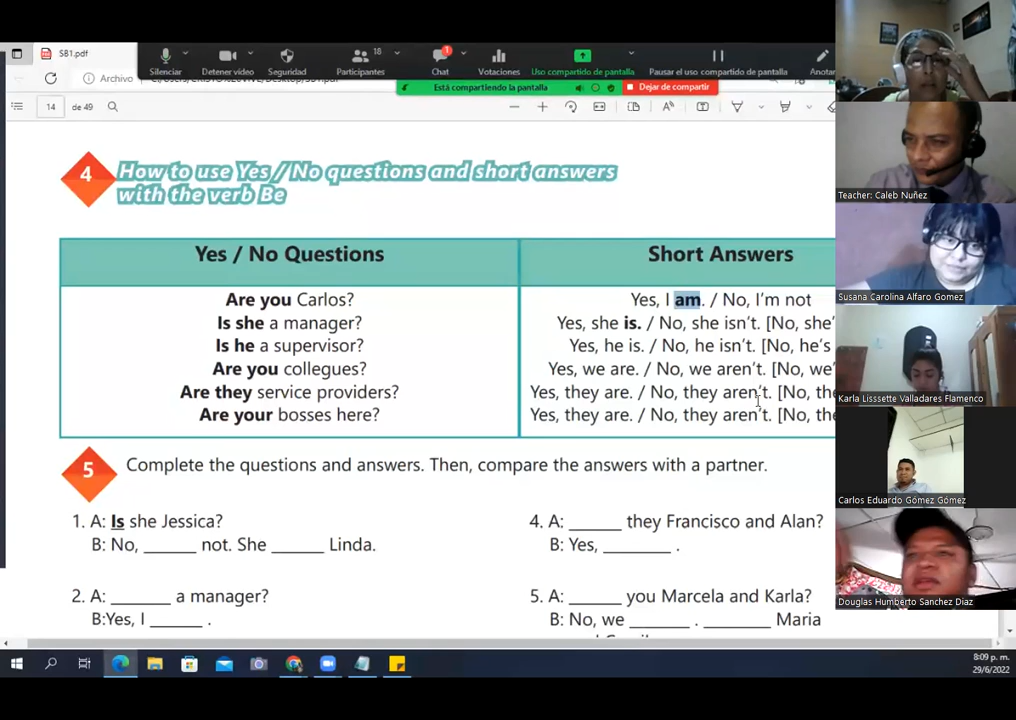 SB1.pdf
Silenciar
Detener video
Seguridad
18
Participantes
1
Chat
Votaciones
Uso compartido de pantalla
Pausar el uso compartido de pantalla
Anotar
Archivo
Está compartiendo la pantalla
Dejar de compartir
14 de 49
4
How to use Yes / No questions and short answers
with the verb Be
Yes / No Questions
Short Answers
Are you Carlos?
Yes, I am. / No, I'm not
Is she a manager?
Yes, she is. / No, she isn't. [No, she'
Is he a supervisor?
Yes, he is. / No, he isn't. [No, he's
Are you collegues?
Yes, we are. / No, we aren't. [No, we'
Are they service providers?
Yes, they are. / No, they aren't. [No, the
Are your bosses here?
Yes, they are. / No, they aren't. [No, the
5
Complete the questions and answers. Then, compare the answers with a partner.
1. A: Is she Jessica?
B: No, ______ not. She ______ Linda.
2. A: _______ a manager?
B:Yes, I ______ .
4. A: ______ they Francisco and Alan?
B: Yes, ________ .
5. A: ______ you Marcela and Karla?
B: No, we _______ . ________ Maria
Teacher: Caleb Nuñez
Susana Carolina Alfaro Gomez
Karla Lisssette Valladares Flamenco
Carlos Eduardo Gómez Gómez
Douglas Humberto Sanchez Diaz
8:09 p. m.
29/6/2022